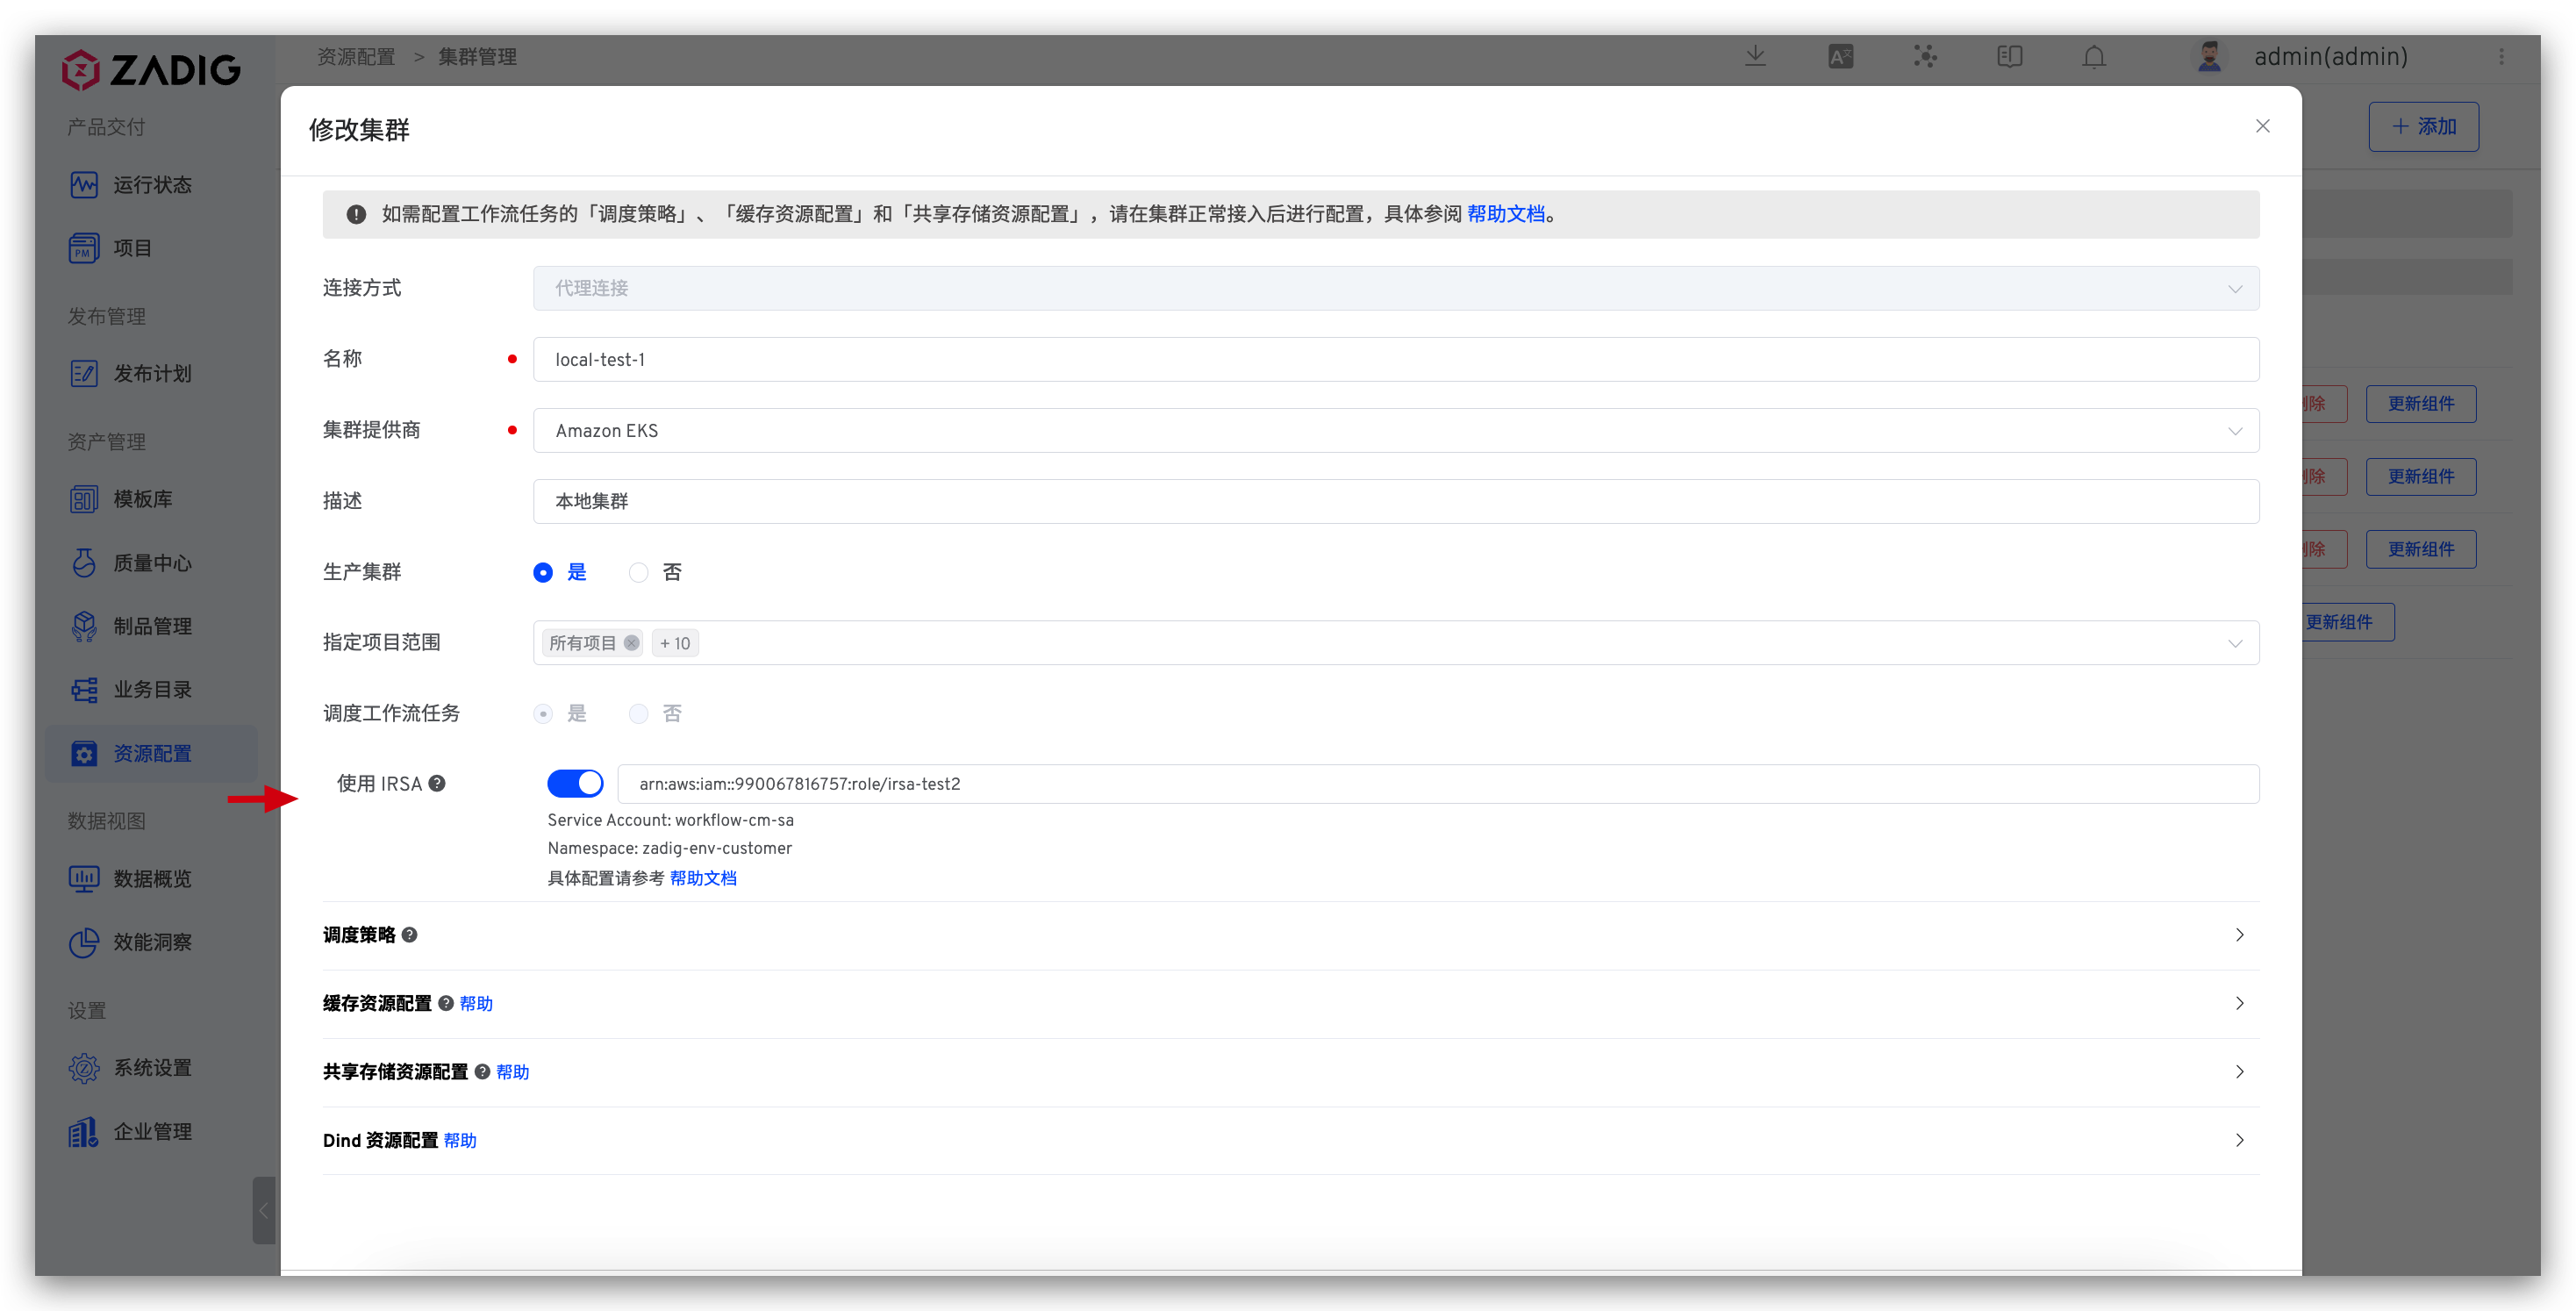 ZADIG
资源配置 > 集群管理
admin(admin)
产品交付
运行状态
项目
发布管理
发布计划
资产管理
模板库
质量中心
制品管理
业务目录
资源配置
数据视图
数据概览
效能洞察
设置
系统设置
企业管理
添加
修改集群
如需配置工作流任务的「调度策略」、「缓存资源配置」和「共享存储资源配置」，请在集群正常接入后进行配置，具体参阅 帮助文档。
连接方式 代理连接
名称 local-test-1
集群提供商 Amazon EKS
描述 本地集群
生产集群 是 否
指定项目范围 所有项目 + 10
调度工作流任务 是 否
使用 IRSA arn:aws:iam::990067816757:role/irsa-test2
Service Account: workflow-cm-sa
Namespace: zadig-env-customer
具体配置请参考 帮助文档
调度策略
缓存资源配置 帮助
共享存储资源配置 帮助
Dind 资源配置 帮助
更新组件
更新组件
更新组件
更新组件